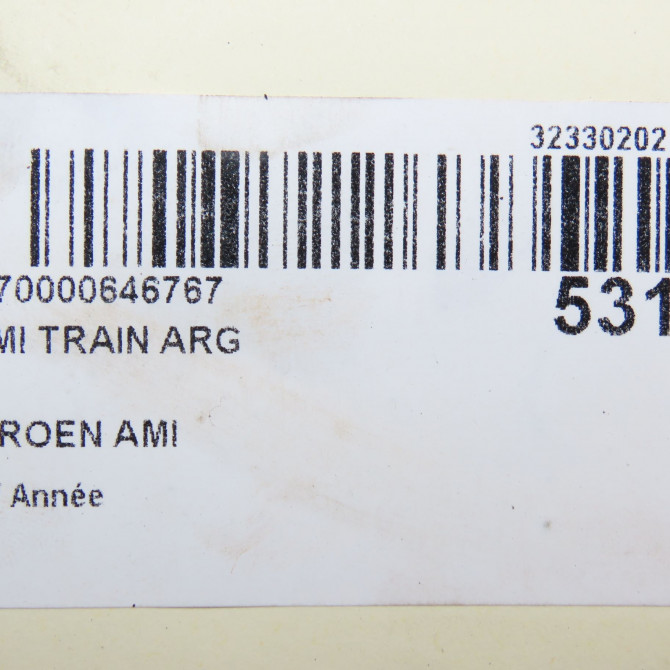 32330202
70000646767
531
MI TRAIN ARG
ROEN AMI
/ Année